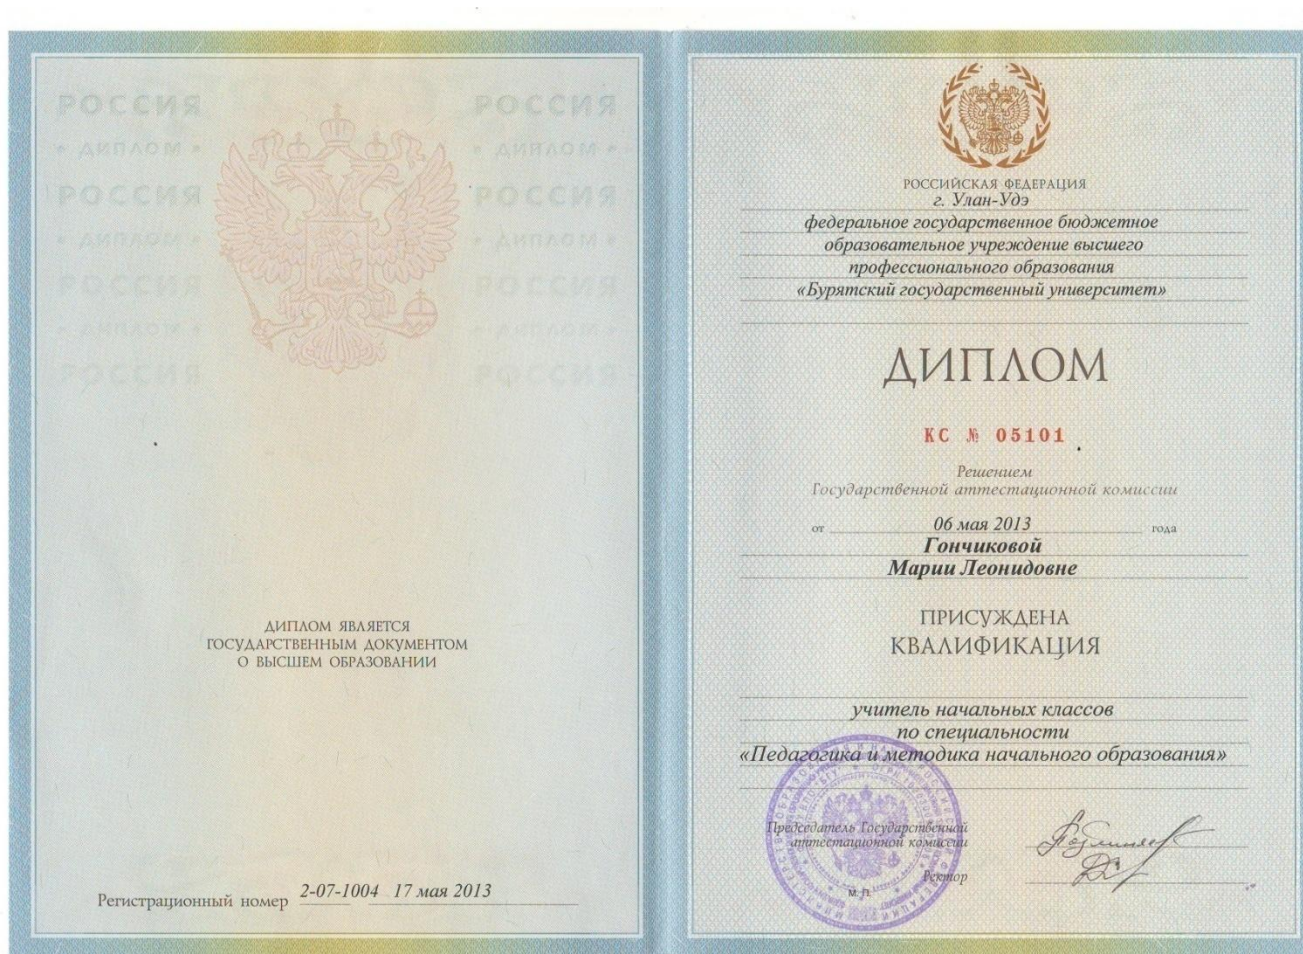 РОССИЯ РОССИЯ
• ДИПЛОМ • • ДИПЛОМ •
РОССИЯ РОССИЯ
• ДИПЛОМ • • ДИПЛОМ •
РОССИЯ РОССИЯ
• ДИПЛОМ • • ДИПЛОМ •
РОССИЯ РОССИЯ
ДИПЛОМ ЯВЛЯЕТСЯ
ГОСУДАРСТВЕННЫМ ДОКУМЕНТОМ
О ВЫСШЕМ ОБРАЗОВАНИИ
Регистрационный номер 2-07-1004 17 мая 2013
РОССИЙСКАЯ ФЕДЕРАЦИЯ
г. Улан-Удэ
федеральное государственное бюджетное
образовательное учреждение высшего
профессионального образования
«Бурятский государственный университет»
ДИПЛОМ
КС № 05101
Решением
Государственной аттестационной комиссии
от 06 мая 2013 года
Гончиковой
Марии Леонидовне
ПРИСУЖДЕНА
КВАЛИФИКАЦИЯ
учитель начальных классов
по специальности
«Педагогика и методика начального образования»
Председатель Государственной
аттестационной комиссии
Ректор
М.П.